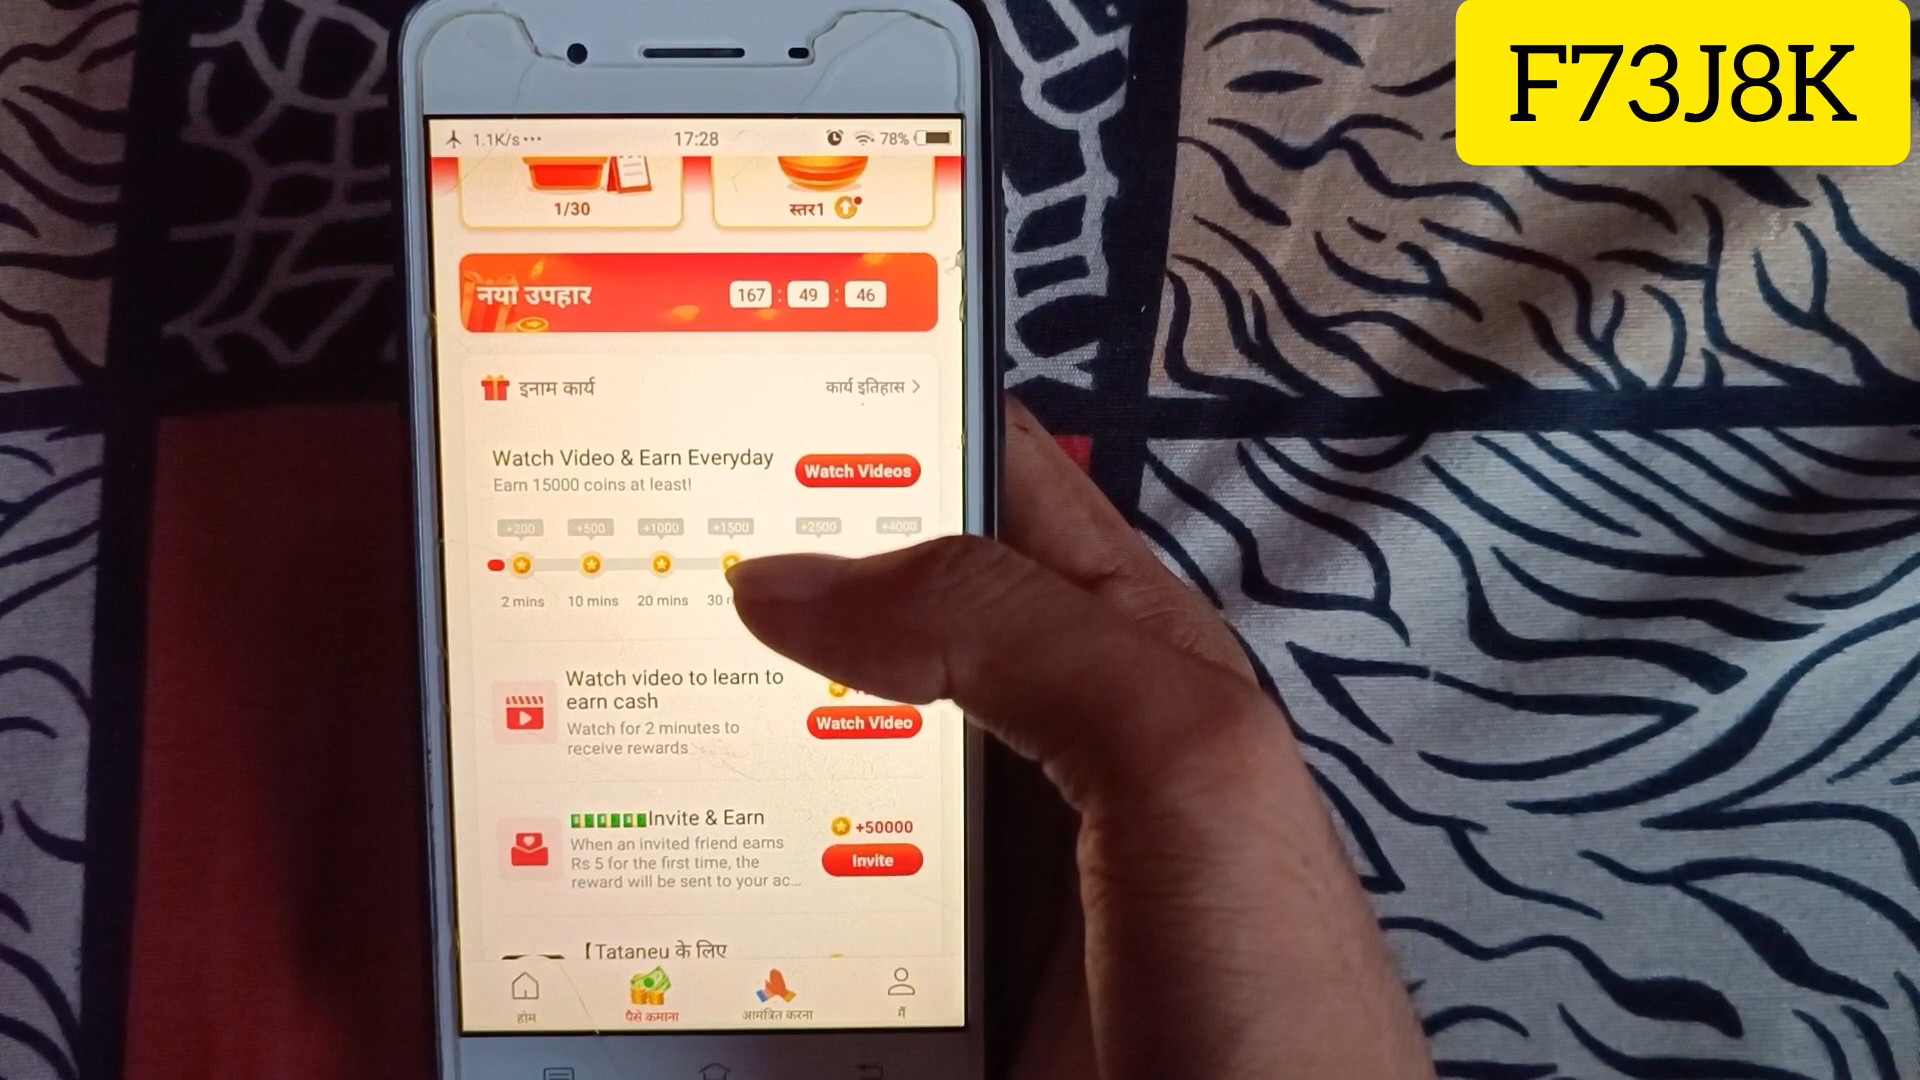 F73J8K
1.1K/s...
17:28
78%
1/30
स्तर1
नया उपहार
167 : 49 : 46
इनाम कार्य
कार्य इतिहास >
Watch Video & Earn Everyday
Watch Videos
Earn 15000 coins at least!
+200 +500 +1000 +1500 +2500 +4000
2 mins 10 mins 20 mins 30
Watch video to learn to
earn cash
Watch Video
Watch for 2 minutes to
receive rewards
Invite & Earn
+50000
When an invited friend earns
Rs 5 for the first time, the
reward will be sent to your ac...
Invite
【Tataneu के लिए
होम
पैसे कमाना
आमंत्रित करना
मैं